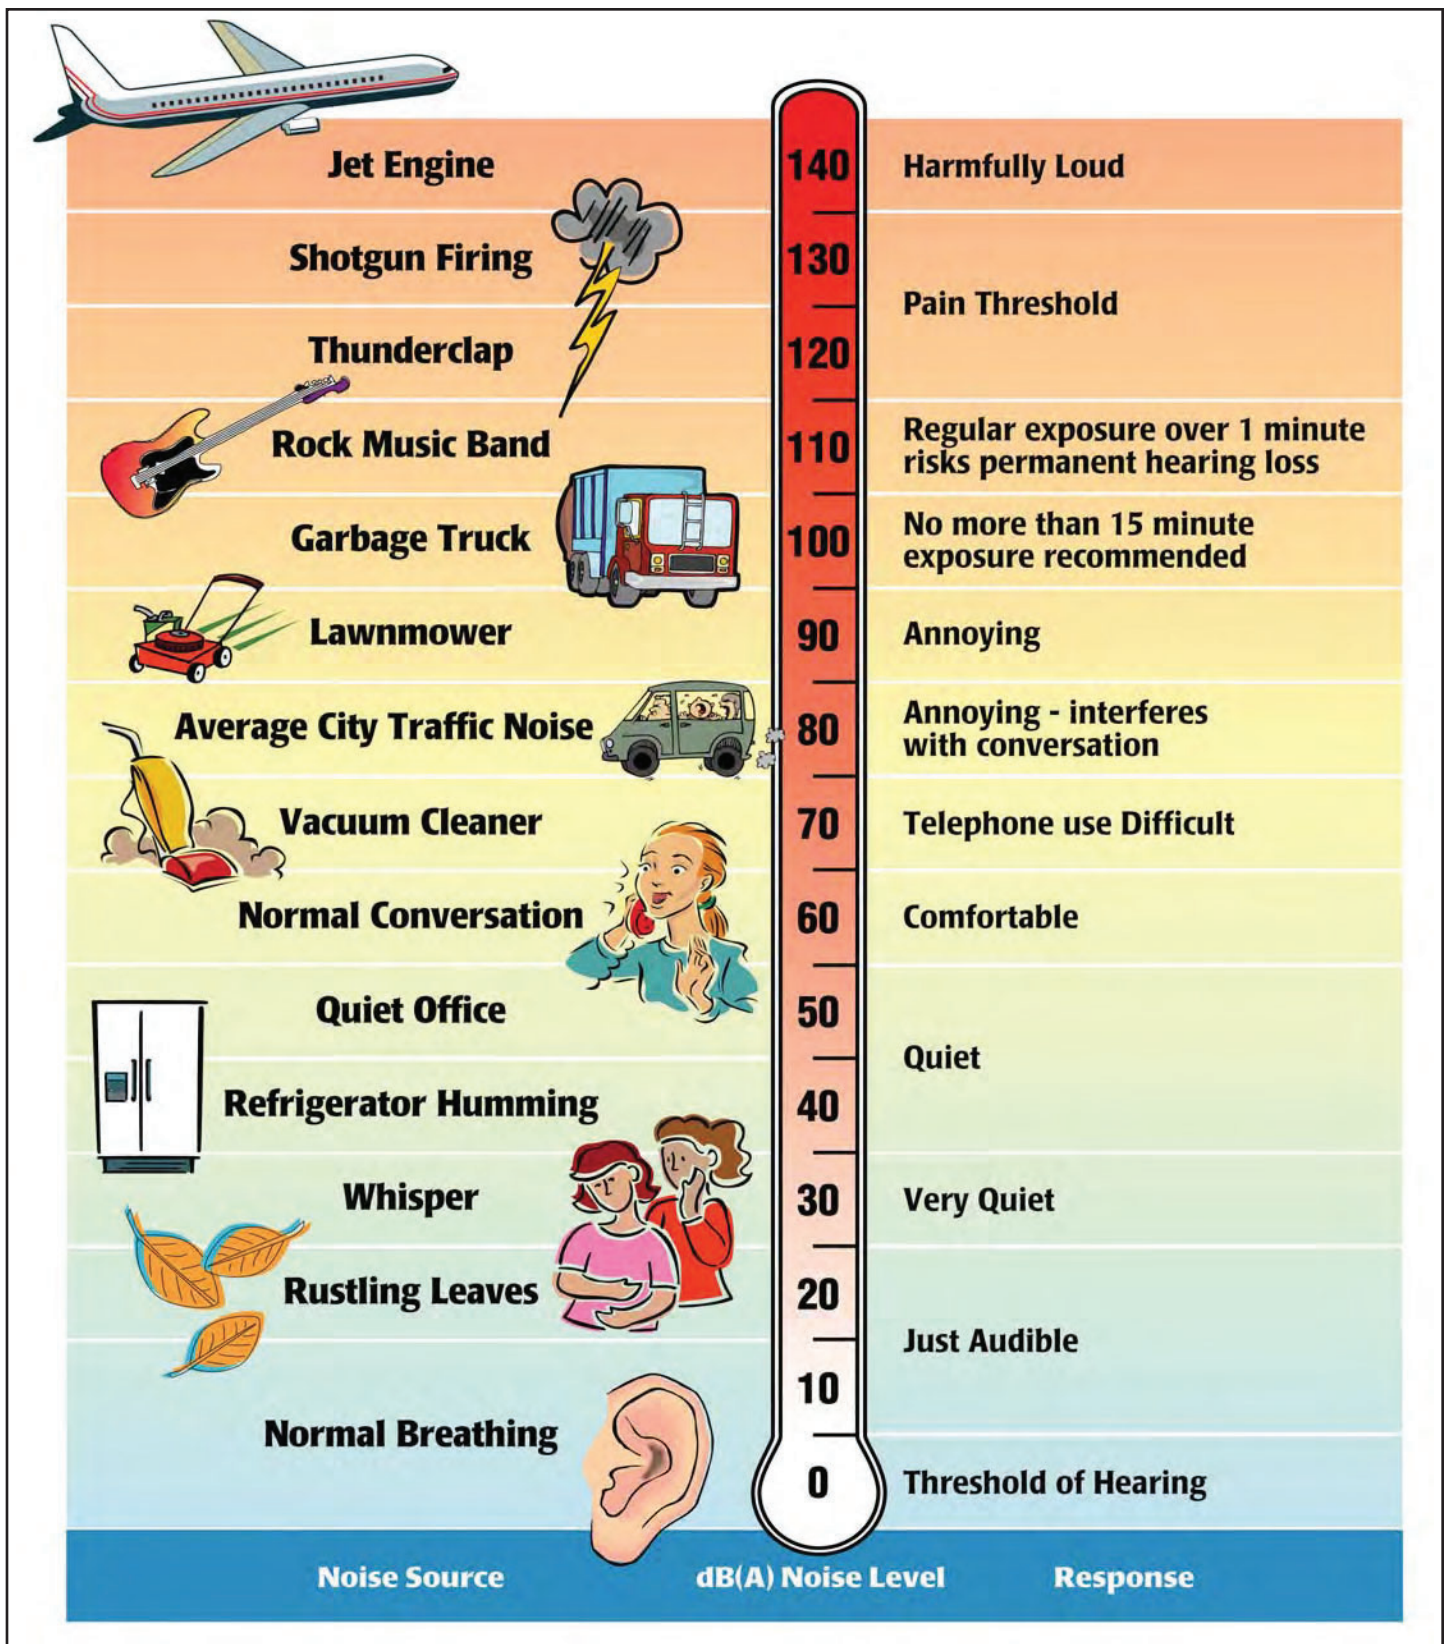 Jet Engine 140 Harmfully Loud
Shotgun Firing 130
Pain Threshold
Thunderclap 120
Rock Music Band 110 Regular exposure over 1 minute
risks permanent hearing loss
Garbage Truck 100 No more than 15 minute
exposure recommended
Lawnmower 90 Annoying
Average City Traffic Noise 80 Annoying - interferes
with conversation
Vacuum Cleaner 70 Telephone use Difficult
Normal Conversation 60 Comfortable
Quiet Office 50
Quiet
Refrigerator Humming 40
Whisper 30 Very Quiet
Rustling Leaves 20
Just Audible
10
Normal Breathing
0 Threshold of Hearing
Noise Source dB(A) Noise Level Response